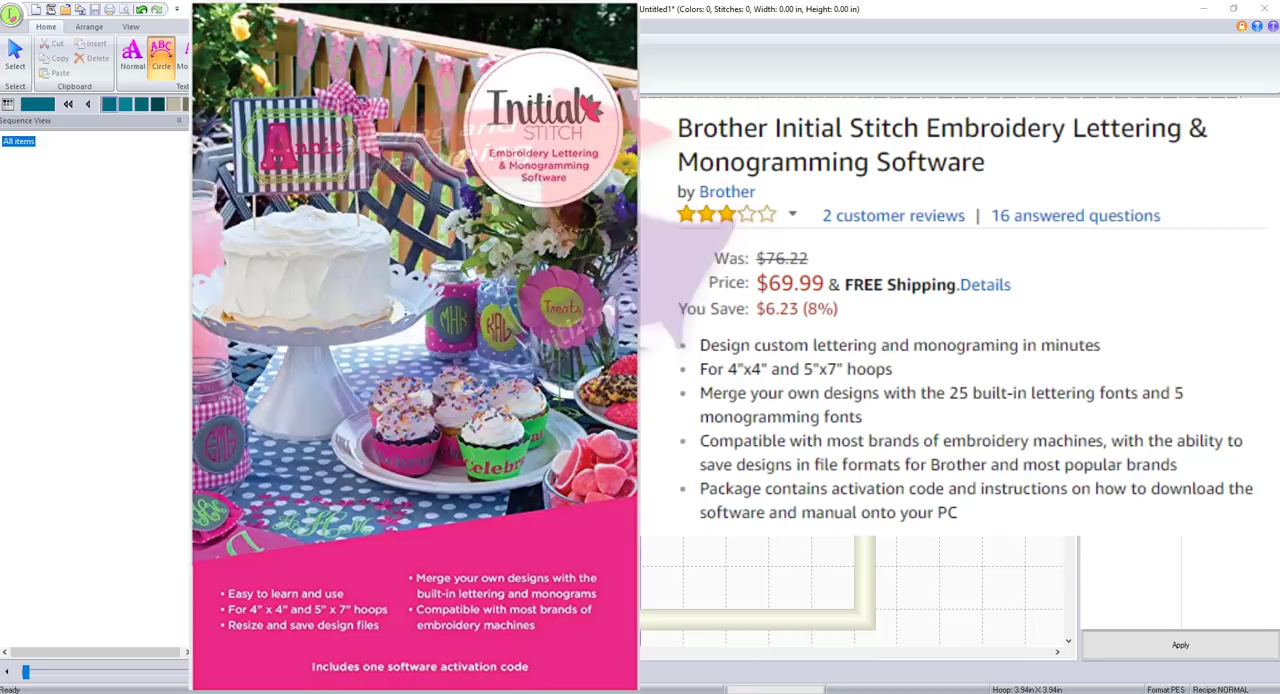 Untitled1* (Colors: 0, Stitches: 0, Width: 0.00 in, Height: 0.00 in)
Home Arrange View
Select
Cut
Copy
Paste
Insert
Delete
Normal Circle
Select Clipboard
Sequence View
All items
Annie
Initial
STITCH
Embroidery Lettering
& Monogramming
Software
MHK
KAL
Treats
Celebr
• Easy to learn and use
• For 4" x 4" and 5" x 7" hoops
• Resize and save design files
• Merge your own designs with the
built-in lettering and monograms
• Compatible with most brands of
embroidery machines
Includes one software activation code
Brother Initial Stitch Embroidery Lettering &
Monogramming Software
by Brother
2 customer reviews | 16 answered questions
Was: $76.22
Price: $69.99 & FREE Shipping. Details
You Save: $6.23 (8%)
• Design custom lettering and monograming in minutes
• For 4"x4" and 5"x7" hoops
• Merge your own designs with the 25 built-in lettering fonts and 5
monogramming fonts
• Compatible with most brands of embroidery machines, with the ability to
save designs in file formats for Brother and most popular brands
• Package contains activation code and instructions on how to download the
software and manual onto your PC
Apply
Ready
Hoop: 3.94in X 3.94in
Format:PES
Recipe:NORMAL